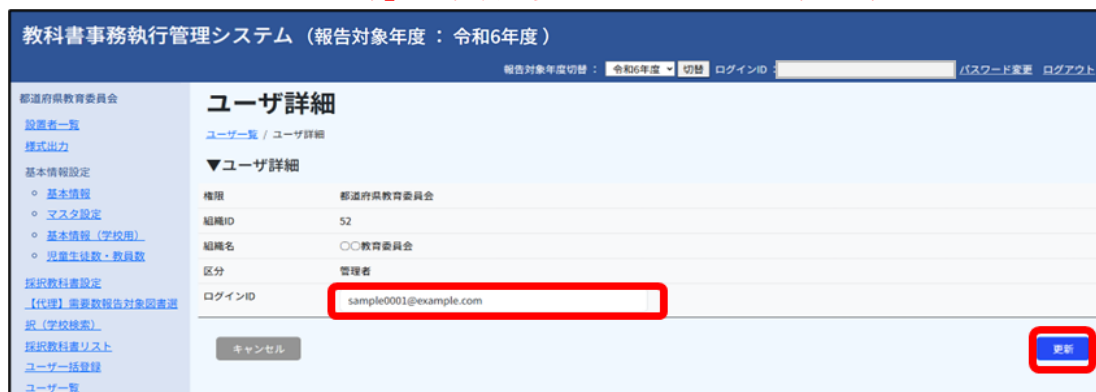 教科書事務執行管理システム（報告対象年度 ： 令和6年度 ）
報告対象年度切替 ： 令和6年度 切替 ログインID : パスワード変更 ログアウト
都道府県教育委員会
設置者一覧
様式出力
基本情報設定
基本情報
マスタ設定
基本情報（学校用）
児童生徒数・教員数
採択教科書設定
【代理】需要数報告対象図書選
択（学校検索）
採択教科書リスト
ユーザ一括登録
ユーザ一覧
ユーザ詳細
ユーザ一覧 / ユーザ詳細
▼ユーザ詳細
権限 都道府県教育委員会
組織ID 52
組織名 〇〇教育委員会
区分 管理者
ログインID sample0001@example.com
キャンセル 更新